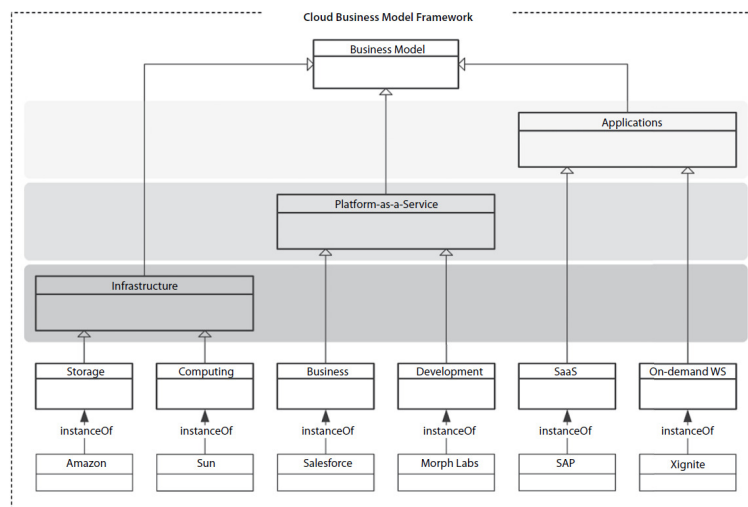 Cloud Business Model Framework
Business Model
Applications
Platform-as-a-Service
Infrastructure
Storage
Computing
Business
Development
SaaS
On-demand WS
instanceOf
instanceOf
instanceOf
instanceOf
instanceOf
instanceOf
Amazon
Sun
Salesforce
Morph Labs
SAP
Xignite